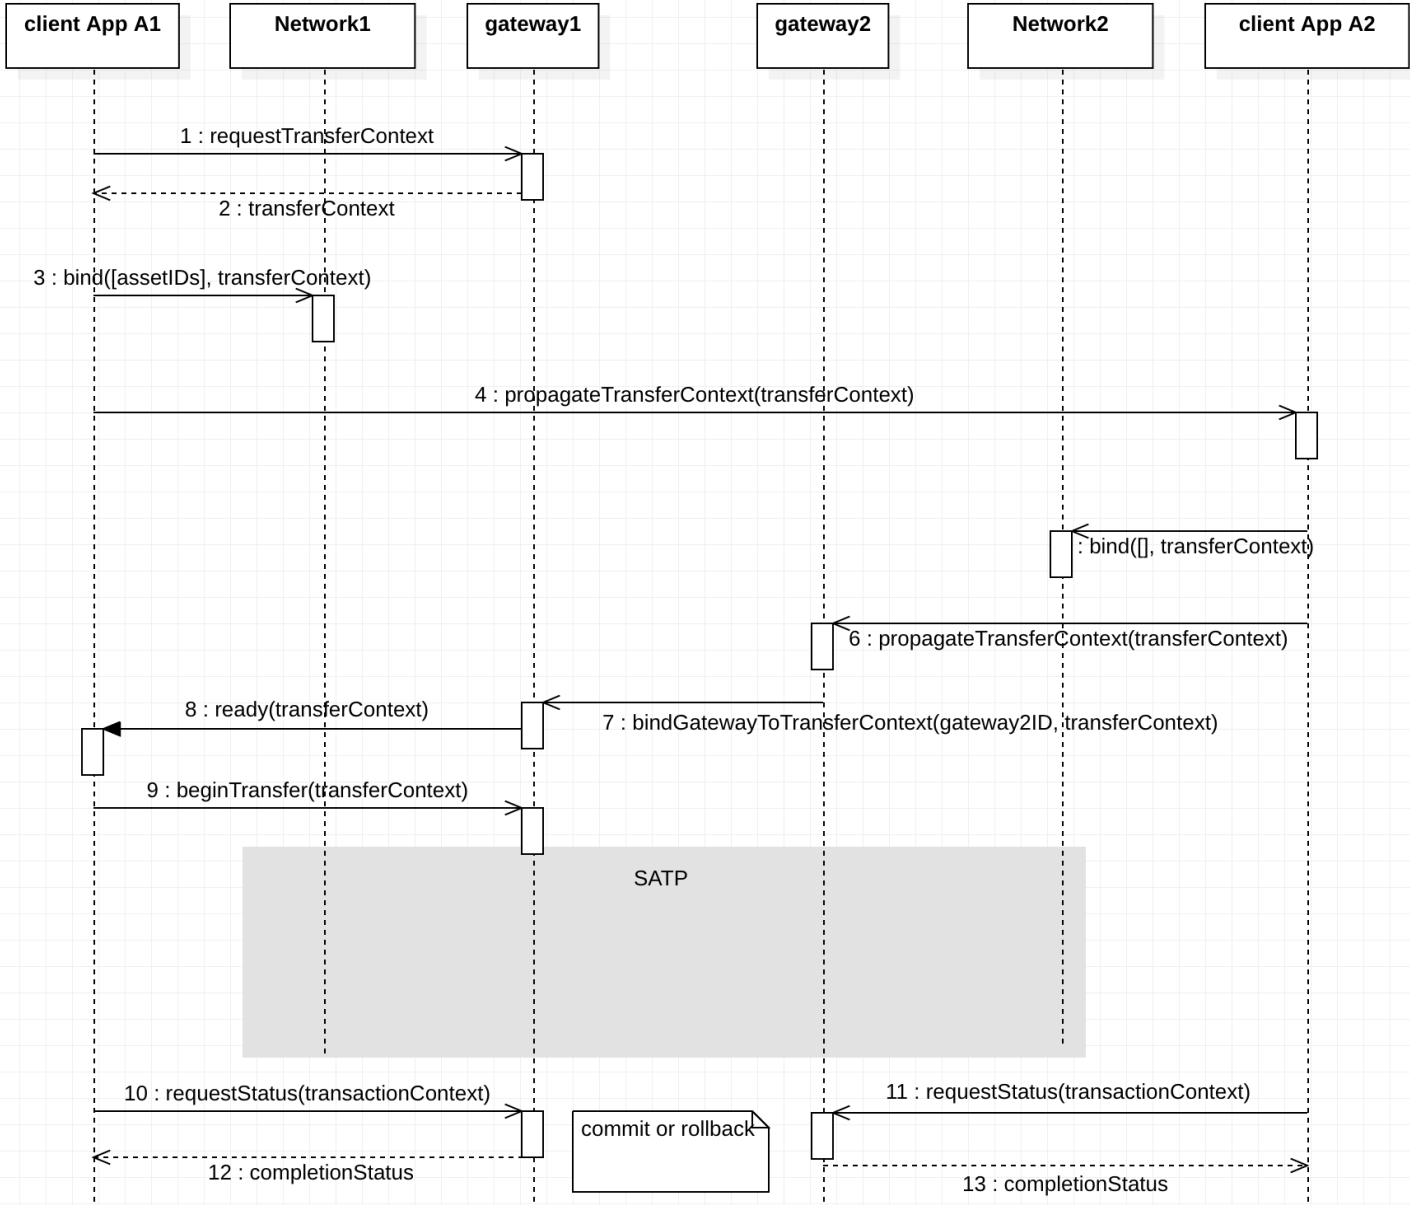 client App A1
Network1
gateway1
gateway2
Network2
client App A2
1 : requestTransferContext
2 : transferContext
3 : bind([assetIDs], transferContext)
4 : propagateTransferContext(transferContext)
: bind([], transferContext)
6 : propagateTransferContext(transferContext)
8 : ready(transferContext)
7 : bindGatewayToTransferContext(gateway2ID, transferContext)
9 : beginTransfer(transferContext)
SATP
10 : requestStatus(transactionContext)
11 : requestStatus(transactionContext)
commit or rollback
12 : completionStatus
13 : completionStatus